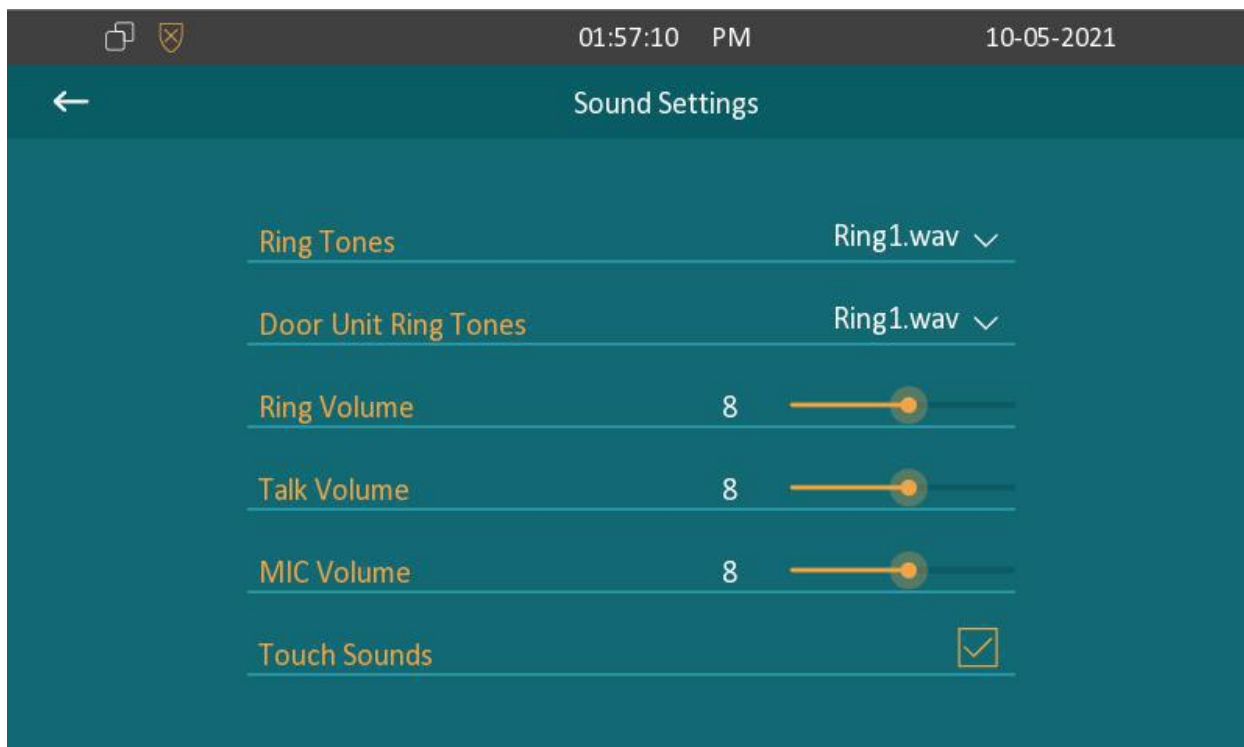 01:57:10 PM 10-05-2021
Sound Settings
Ring Tones Ring1.wav
Door Unit Ring Tones Ring1.wav
Ring Volume 8
Talk Volume 8
MIC Volume 8
Touch Sounds